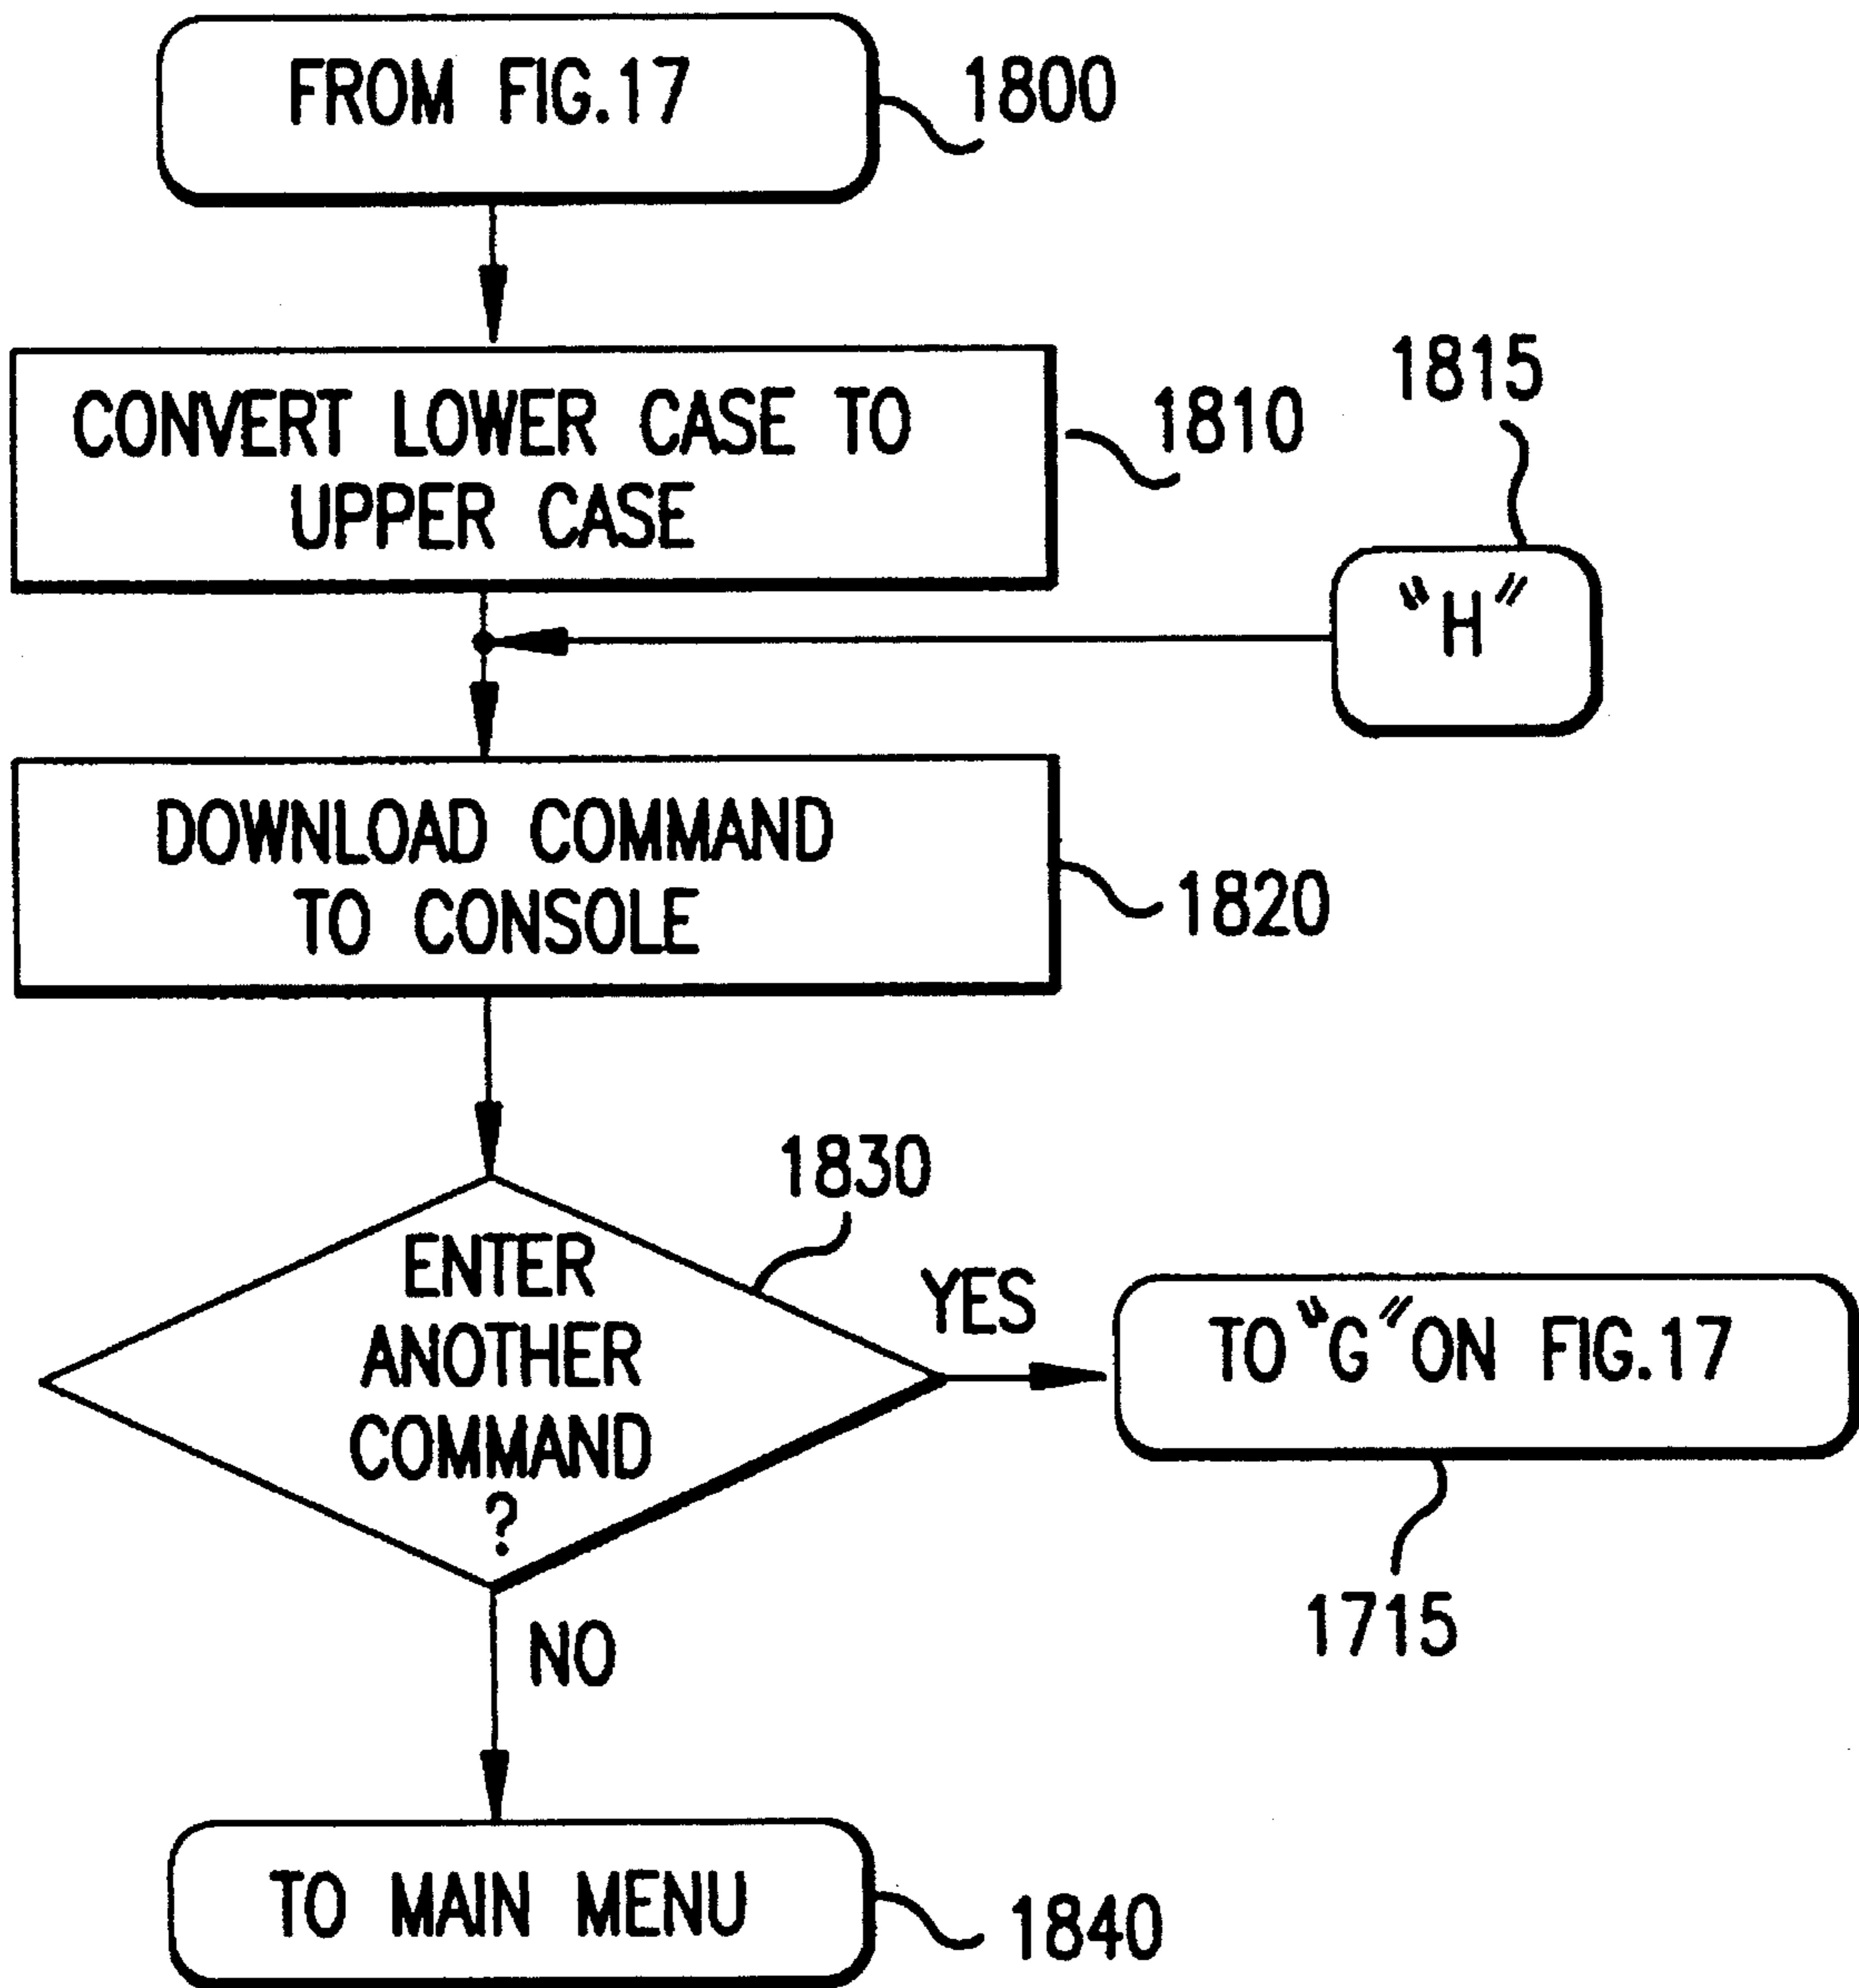 FROM FIG.17
1800
CONVERT LOWER CASE TO
UPPER CASE
1810
1815
"H"
DOWNLOAD COMMAND
TO CONSOLE
1820
1830
ENTER
ANOTHER
COMMAND
?
YES
TO "G" ON FIG.17
1715
NO
TO MAIN MENU
1840